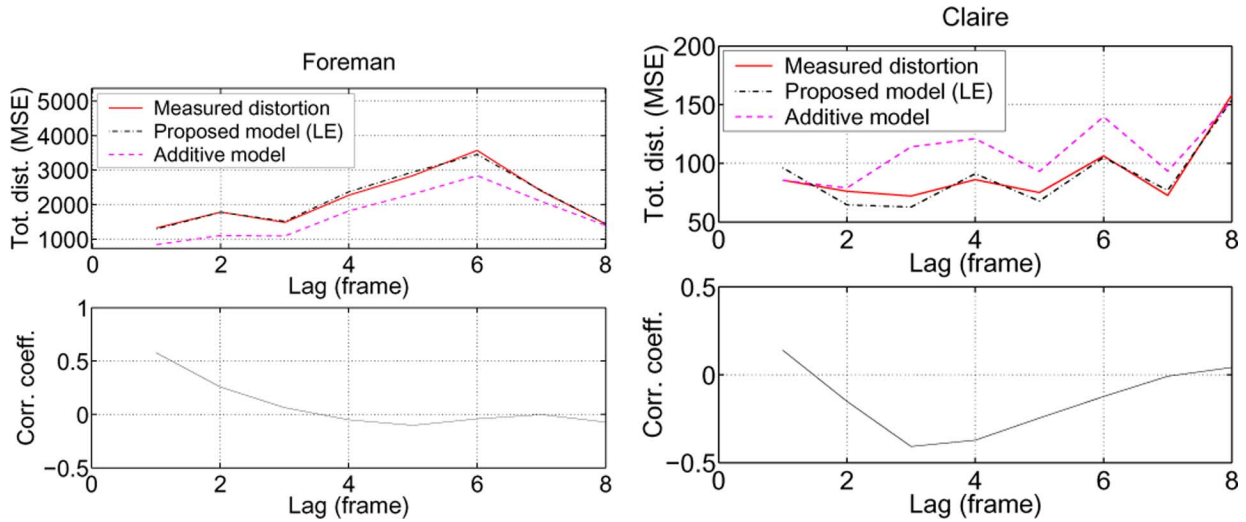 Foreman
Tot. dist. (MSE)
5000
4000
3000
2000
1000
Measured distortion
Proposed model (LE)
Additive model
0 2 4 6 8
Lag (frame)
Corr. coeff.
1
0.5
0
−0.5
0 2 4 6 8
Lag (frame)
Claire
Tot. dist. (MSE)
200
150
100
50
Measured distortion
Proposed model (LE)
Additive model
0 2 4 6 8
Lag (frame)
Corr. coeff.
0.5
0
−0.5
0 2 4 6 8
Lag (frame)